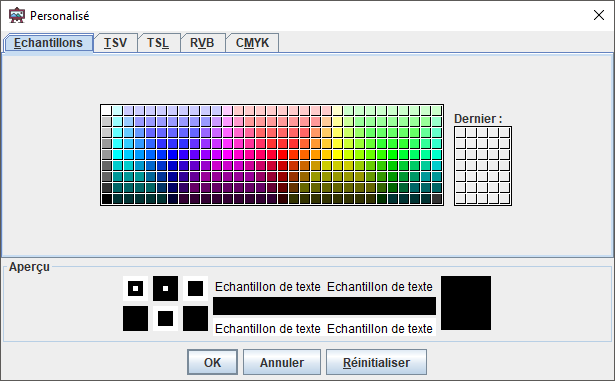 Personalisé
Echantillons TSV TSL RVB CMYK
Dernier :
Aperçu
Echantillon de texte Echantillon de texte
Echantillon de texte Echantillon de texte
OK Annuler Réinitialiser